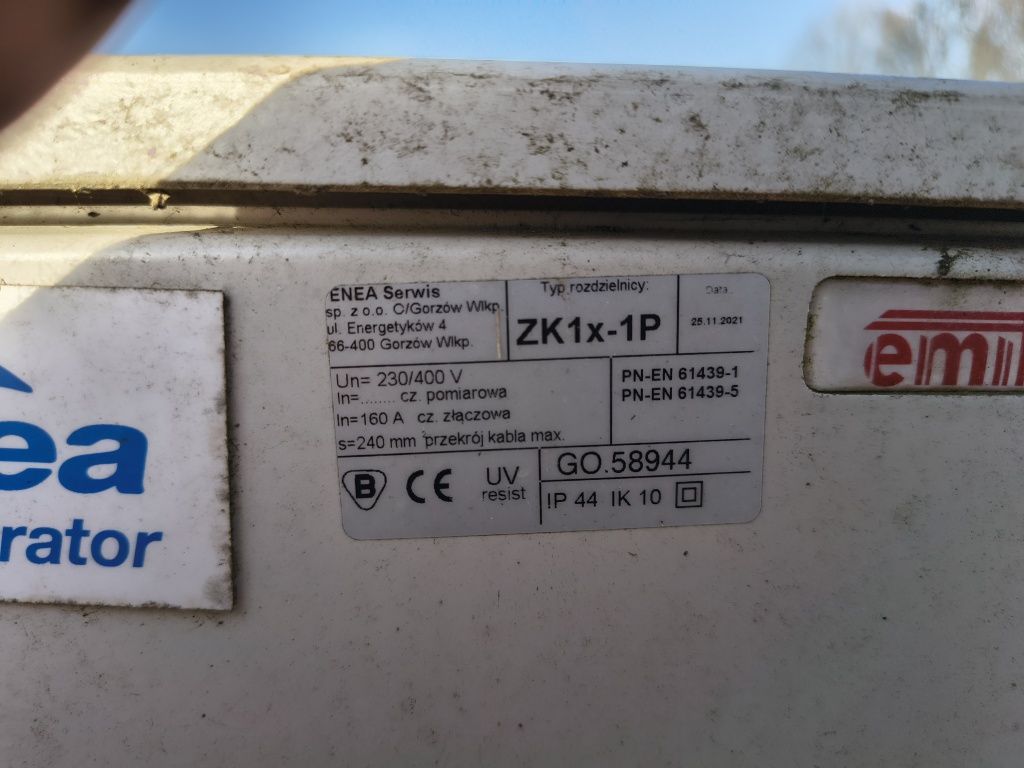 ENEA Serwis
sp. z o.o. O/Gorzów Wlkp.
ul. Energetyków 4
66-400 Gorzów Wlkp.
Typ rozdzielnicy:
ZK1x-1P
Data
25.11.2021
Un= 230/400 V
In=........ cz. pomiarowa
In=160 A cz. złączowa
s=240 mm przekrój kabla max.
PN-EN 61439-1
PN-EN 61439-5
B CE UV
resist
GO.58944
IP 44 IK 10
ea
rator
emi